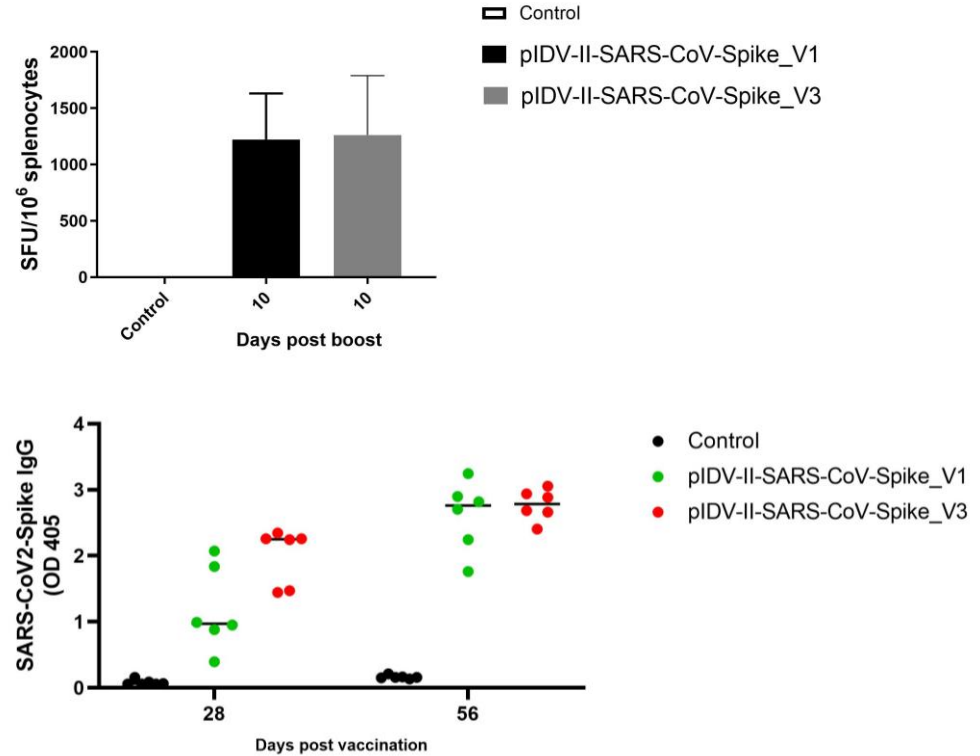 Control
pIDV-II-SARS-CoV-Spike_V1
pIDV-II-SARS-CoV-Spike_V3
SFU/10⁶ splenocytes
2000
1500
1000
500
0
Control
10
10
Days post boost
SARS-CoV2-Spike IgG
(OD 405
4
3
2
1
0
28
56
Days post vaccination
Control
pIDV-II-SARS-CoV-Spike_V1
pIDV-II-SARS-CoV-Spike_V3